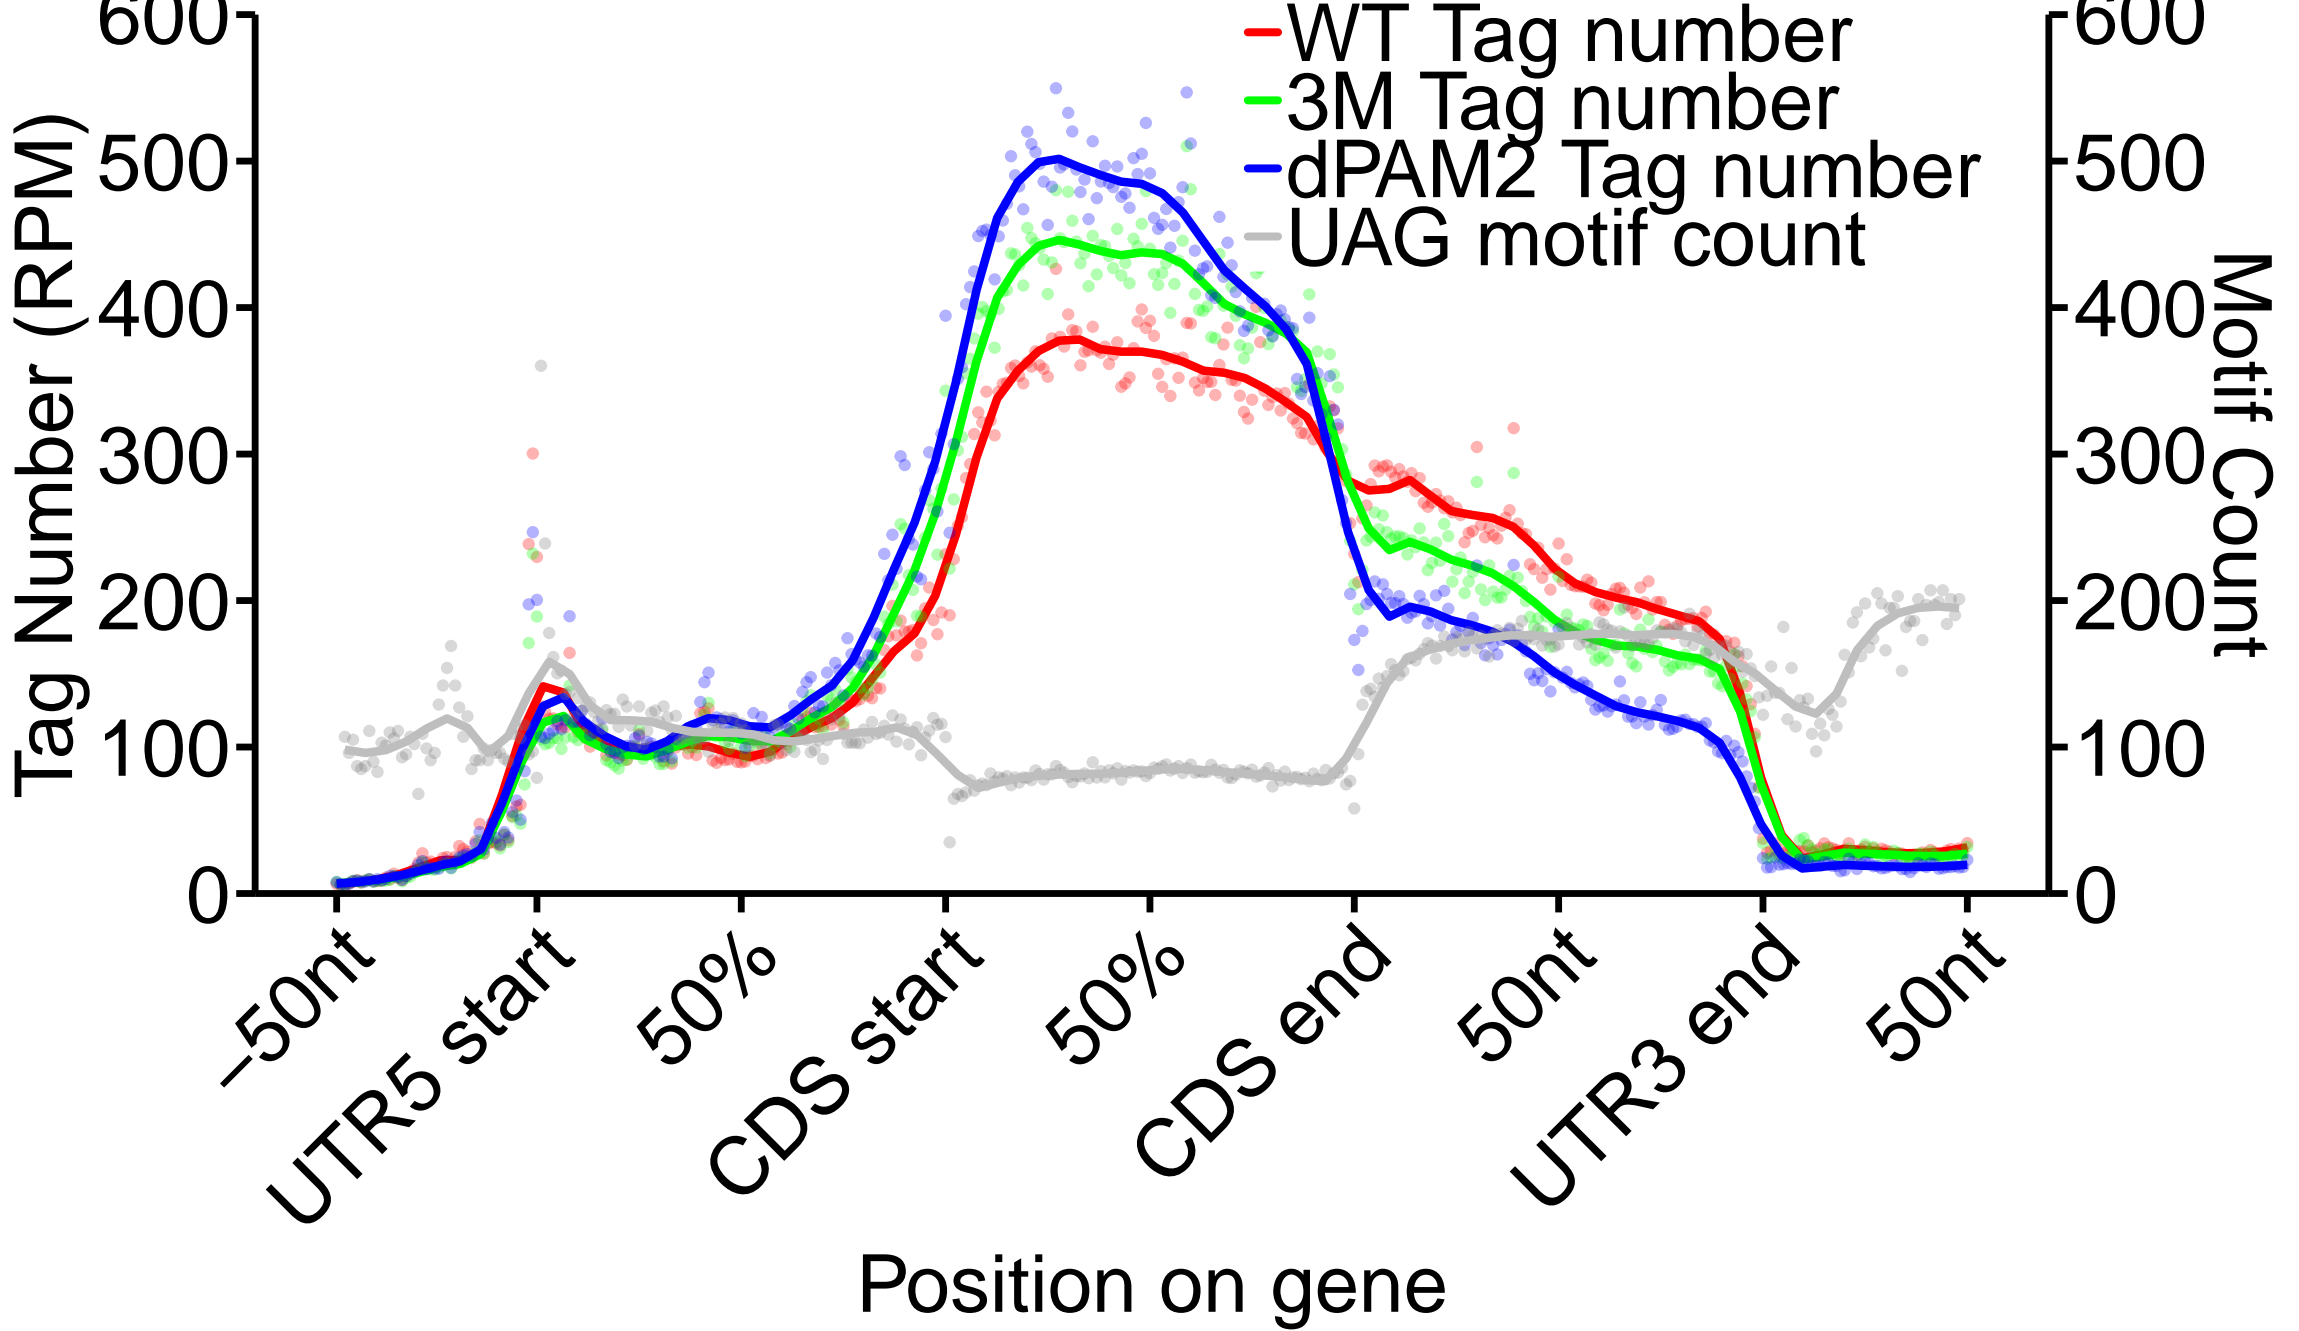 WT Tag number
3M Tag number
dPAM2 Tag number
UAG motif count
Tag Number (RPM)
600
500
400
300
200
100
0
600
500
400
300
200
100
0
Motif Count
–50nt
UTR5 start
50%
CDS start
50%
CDS end
50nt
UTR3 end
50nt
Position on gene